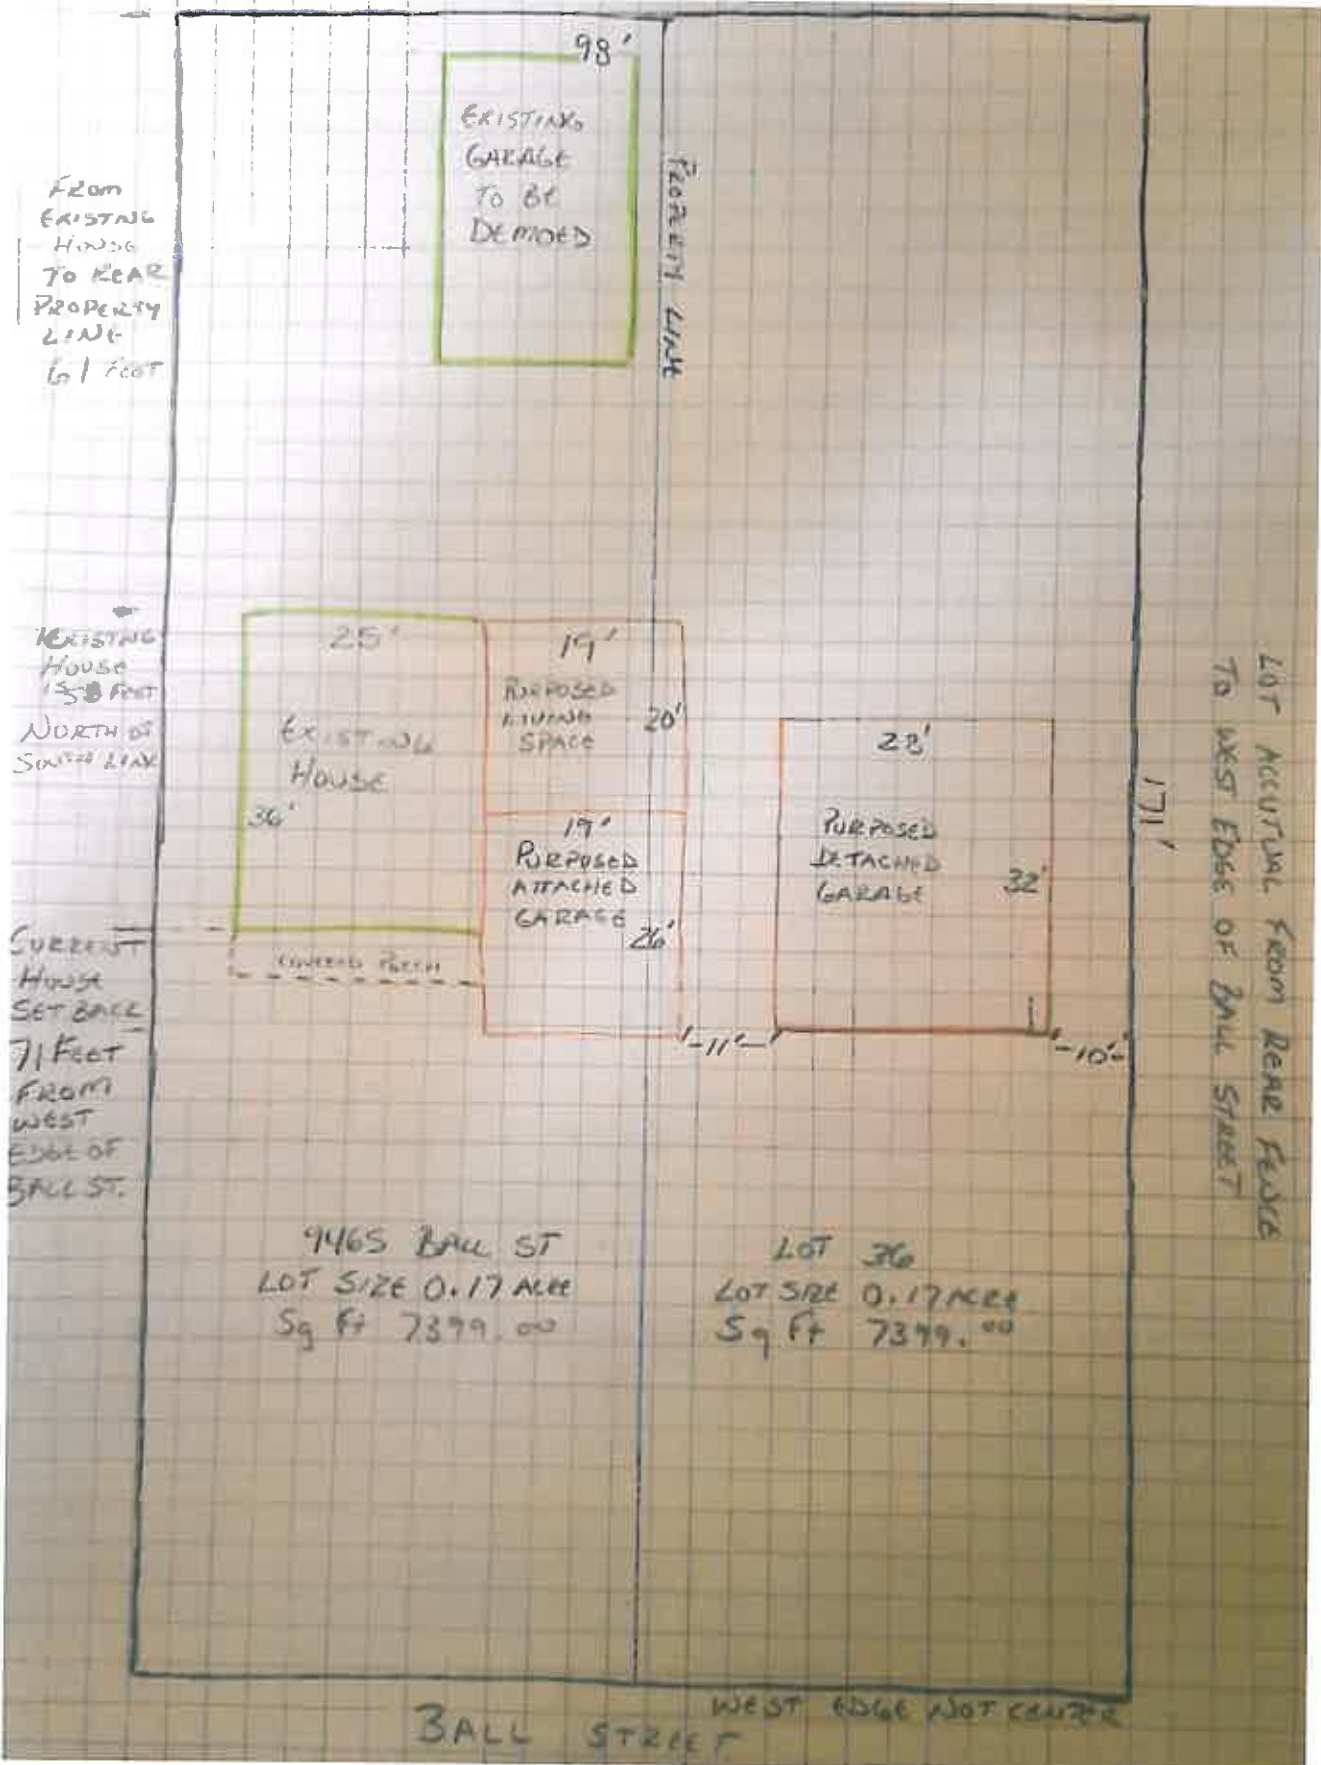 98'
EXISTING
GARAGE
TO BE
DEMOED
PROPERTY LINE
FROM
EXISTING
HOUSE
TO REAR
PROPERTY
LINE
61 FEET
EXISTING
HOUSE
FEET
NORTH OF
SOUTH LINE
25'
EXISTING
HOUSE
36'
19'
PURPOSED
LIVING
SPACE
20'
19'
PURPOSED
ATTACHED
GARAGE
26'
COVERED PORCH
28'
PURPOSED
DETACHED
GARAGE
32'
-11'-
-10'-
171'
LOT ACCUTUAL FROM REAR FENCE
TO WEST EDGE OF BALL STREET
CURRENT
HOUSE
SET BACK
71 FEET
FROM
WEST
EDGE OF
BALL ST.
9465 BALL ST
LOT SIZE 0.17 ACRE
Sq Ft 7399.00
LOT 36
LOT SIZE 0.17 ACRE
Sq Ft 7399.00
BALL STREET
WEST EDGE NOT CENTER